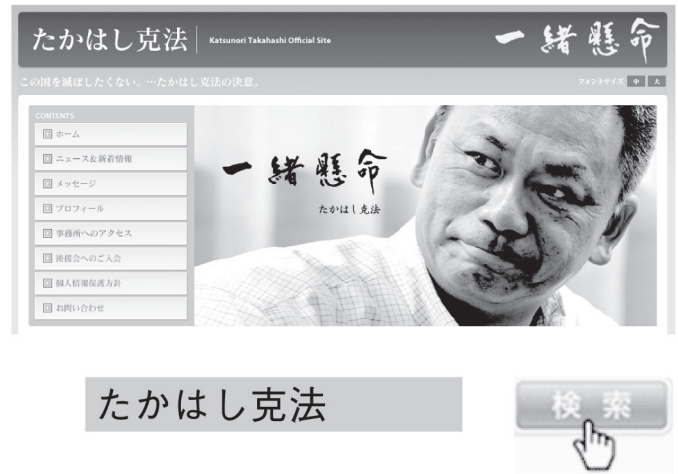 たかはし克法
Katsunori Takahashi Official Site
一緒懸命
この国を滅ぼしたくない。…たかはし克法の決意。
フォントサイズ 中 大
CONTENTS
ホーム
ニュース&新着情報
メッセージ
プロフィール
事務所へのアクセス
後援会へのご入会
個人情報保護方針
お問い合わせ
一緒懸命
たかはし克法
たかはし克法
検索